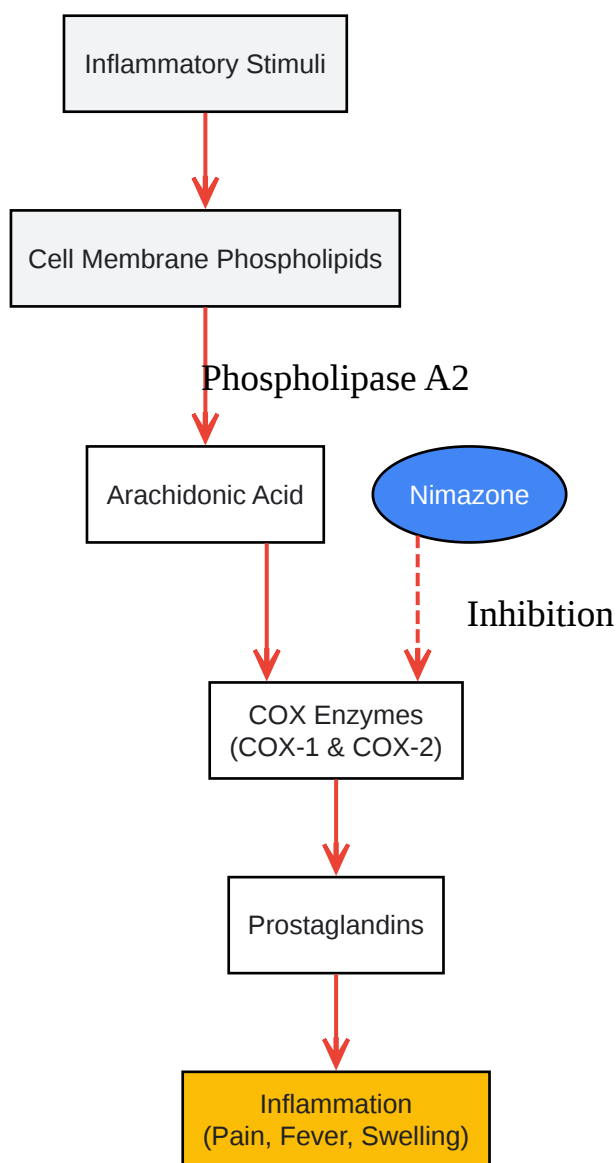 Inflammatory Stimuli
Cell Membrane Phospholipids
Phospholipase A2
Arachidonic Acid
Nimazone
Inhibition
COX Enzymes
(COX-1 & COX-2)
Prostaglandins
Inflammation
(Pain, Fever, Swelling)